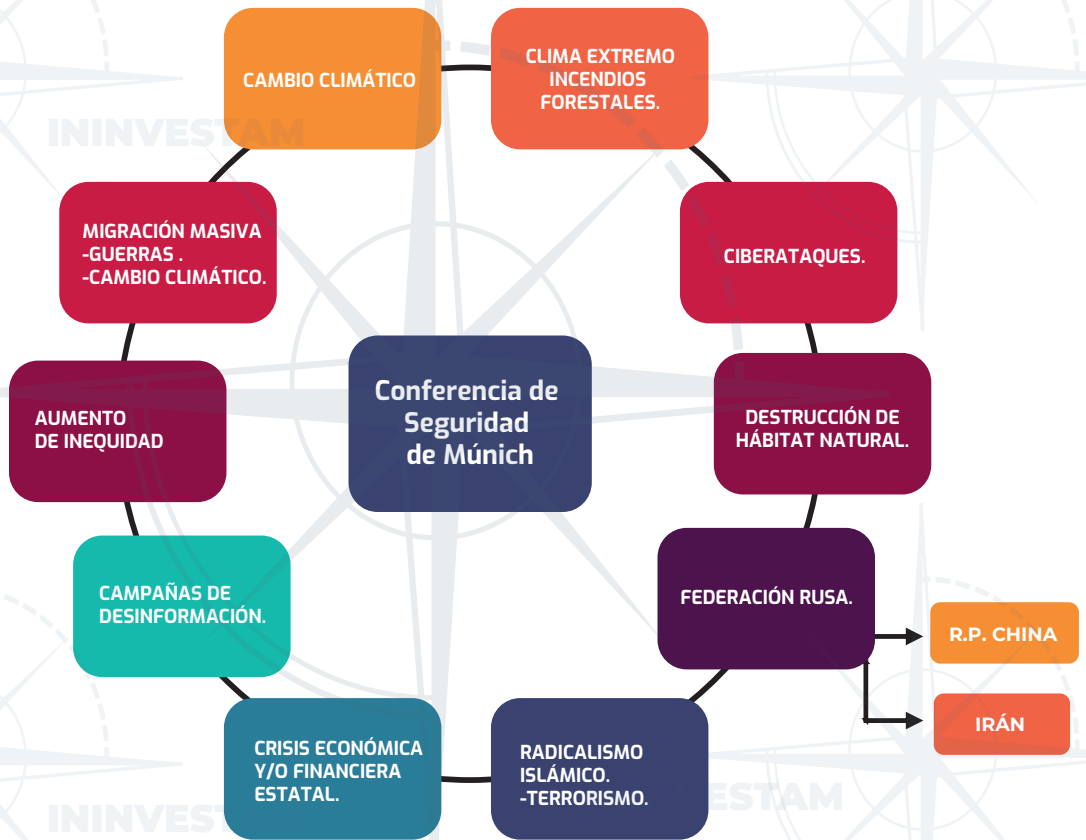 CAMBIO CLIMÁTICO
CLIMA EXTREMO
INCENDIOS
FORESTALES.
ININVESTAM
MIGRACIÓN MASIVA
-GUERRAS .
-CAMBIO CLIMÁTICO.
CIBERATAQUES.
Conferencia de
Seguridad
de Múnich
AUMENTO
DE INEQUIDAD
DESTRUCCIÓN DE
HÁBITAT NATURAL.
CAMPAÑAS DE
DESINFORMACIÓN.
FEDERACIÓN RUSA.
R.P. CHINA
IRÁN
CRISIS ECONÓMICA
Y/O FINANCIERA
ESTATAL.
RADICALISMO
ISLÁMICO.
-TERRORISMO.